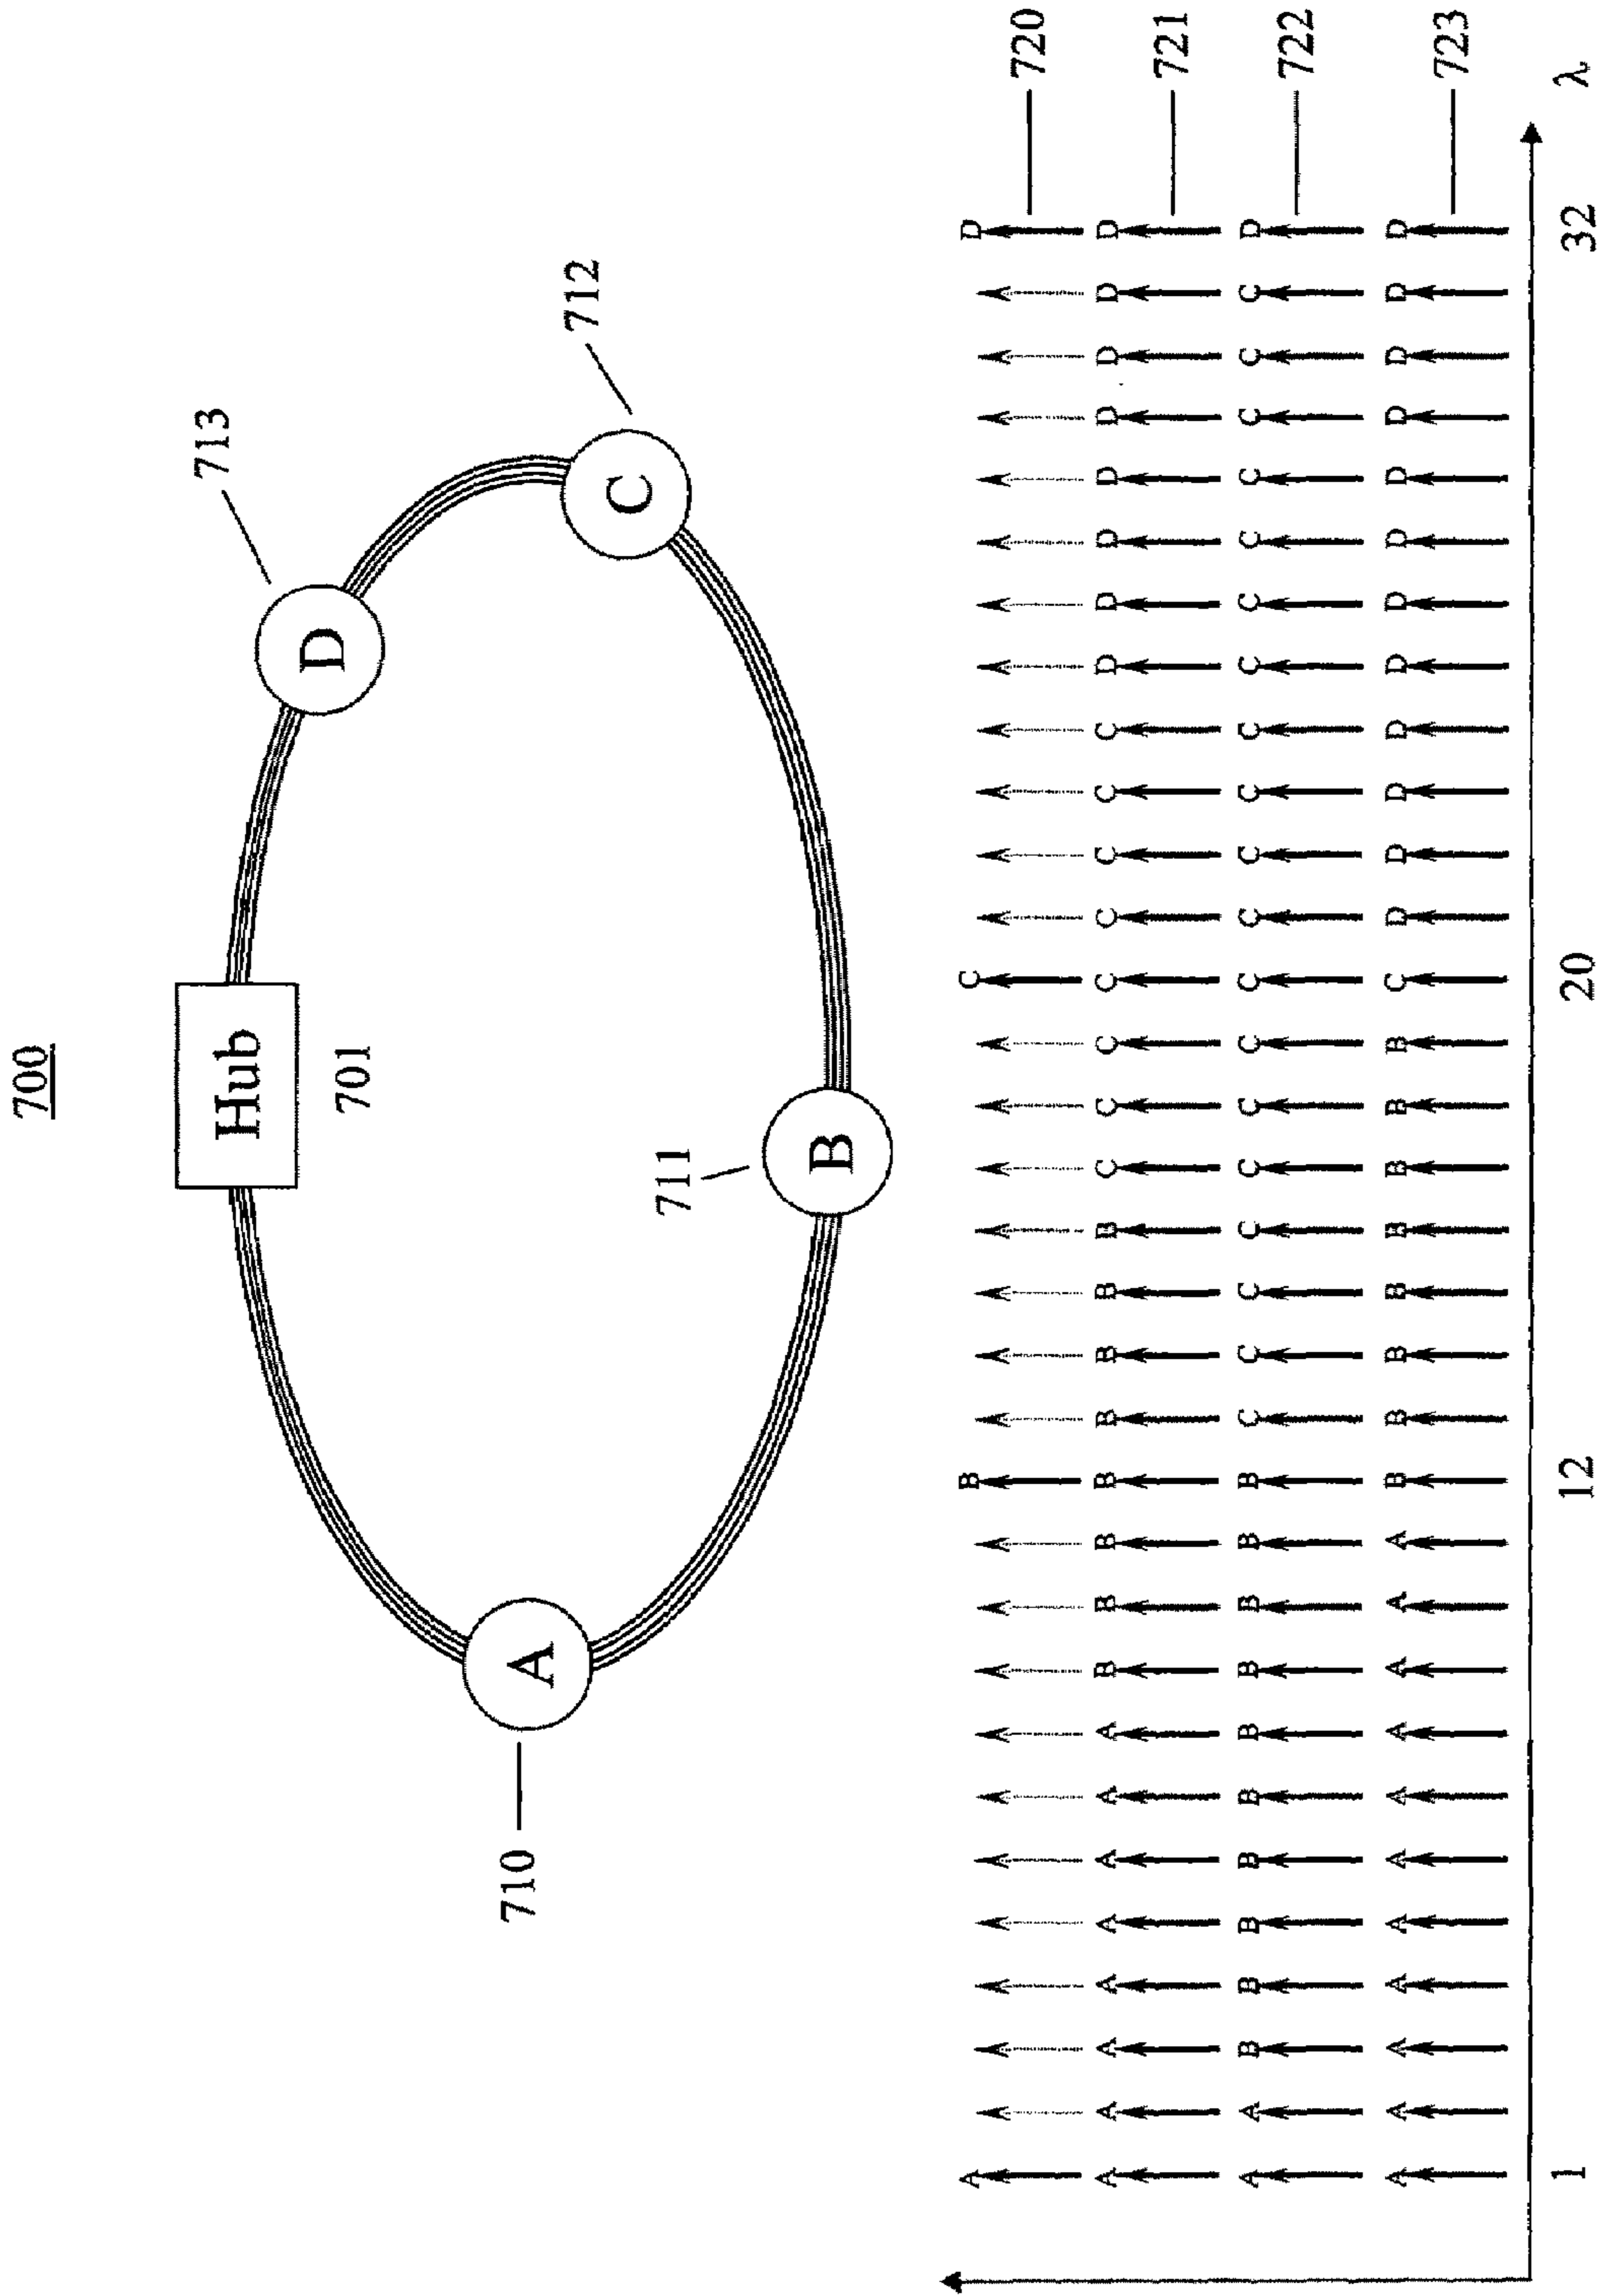 700
Hub
701
D
713
A
710
C
712
711
B
A B C D 720
A A A A A A A A B B B B B B B B C C C C C C C C D D D D D D D D 721
A A B B B B B B B B B B C C C C C C C C C C C C C C C C C C C D 722
A A A A A A A A A A A B B B B B B B B C D D D D D D D D D D D D 723
1 12 20 32 λ